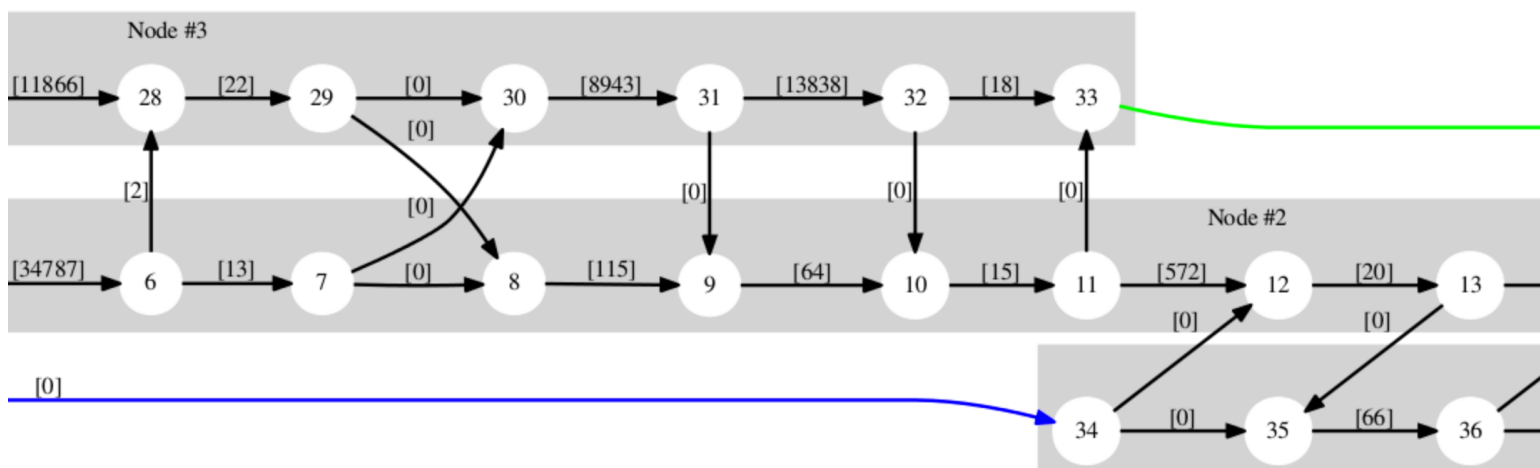 Node #3
[11866] 28 [22] 29 [0] 30 [8943] 31 [13838] 32 [18] 33
[0]
[2] [0] [0] [0] [0]
Node #2
[34787] 6 [13] 7 [0] 8 [115] 9 [64] 10 [15] 11 [572] 12 [20] 13
[0] [0]
[0]
34 [0] 35 [66] 36